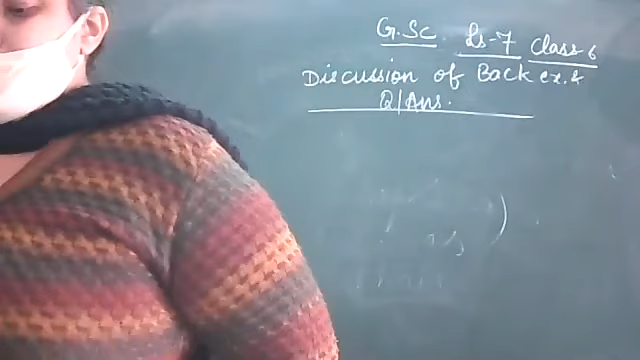 G.Sc. Ls-7 Class-6
Discussion of Back ex. &
Q/Ans.